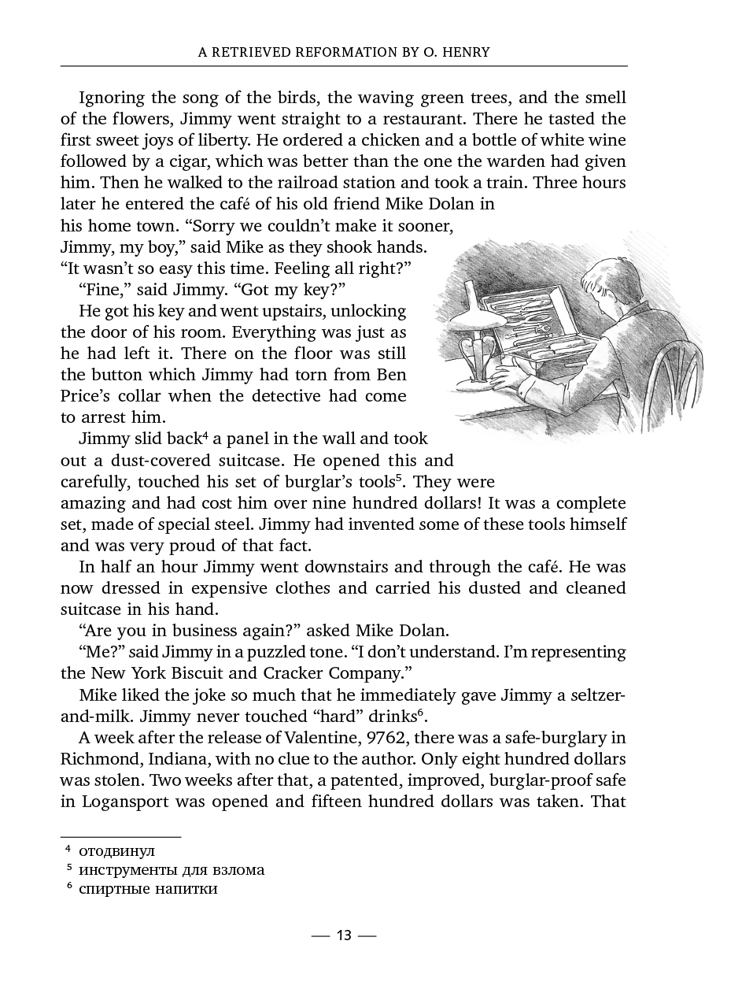 A RETRIEVED REFORMATION BY O. HENRY
Ignoring the song of the birds, the waving green trees, and the smell
of the flowers, Jimmy went straight to a restaurant. There he tasted the
first sweet joys of liberty. He ordered a chicken and a bottle of white wine
followed by a cigar, which was better than the one the warden had given
him. Then he walked to the railroad station and took a train. Three hours
later he entered the café of his old friend Mike Dolan in
his home town. “Sorry we couldn’t make it sooner,
Jimmy, my boy,” said Mike as they shook hands.
“It wasn’t so easy this time. Feeling all right?”
“Fine,” said Jimmy. “Got my key?”
He got his key and went upstairs, unlocking
the door of his room. Everything was just as
he had left it. There on the floor was still
the button which Jimmy had torn from Ben
Price’s collar when the detective had come
to arrest him.
Jimmy slid back⁴ a panel in the wall and took
out a dust-covered suitcase. He opened this and
carefully, touched his set of burglar’s tools⁵. They were
amazing and had cost him over nine hundred dollars! It was a complete
set, made of special steel. Jimmy had invented some of these tools himself
and was very proud of that fact.
In half an hour Jimmy went downstairs and through the café. He was
now dressed in expensive clothes and carried his dusted and cleaned
suitcase in his hand.
“Are you in business again?” asked Mike Dolan.
“Me?” said Jimmy in a puzzled tone. “I don’t understand. I’m representing
the New York Biscuit and Cracker Company.”
Mike liked the joke so much that he immediately gave Jimmy a seltzer-
and-milk. Jimmy never touched “hard” drinks⁶.
A week after the release of Valentine, 9762, there was a safe-burglary in
Richmond, Indiana, with no clue to the author. Only eight hundred dollars
was stolen. Two weeks after that, a patented, improved, burglar-proof safe
in Logansport was opened and fifteen hundred dollars was taken. That
⁴ отодвинул
⁵ инструменты для взлома
⁶ спиртные напитки
— 13 —